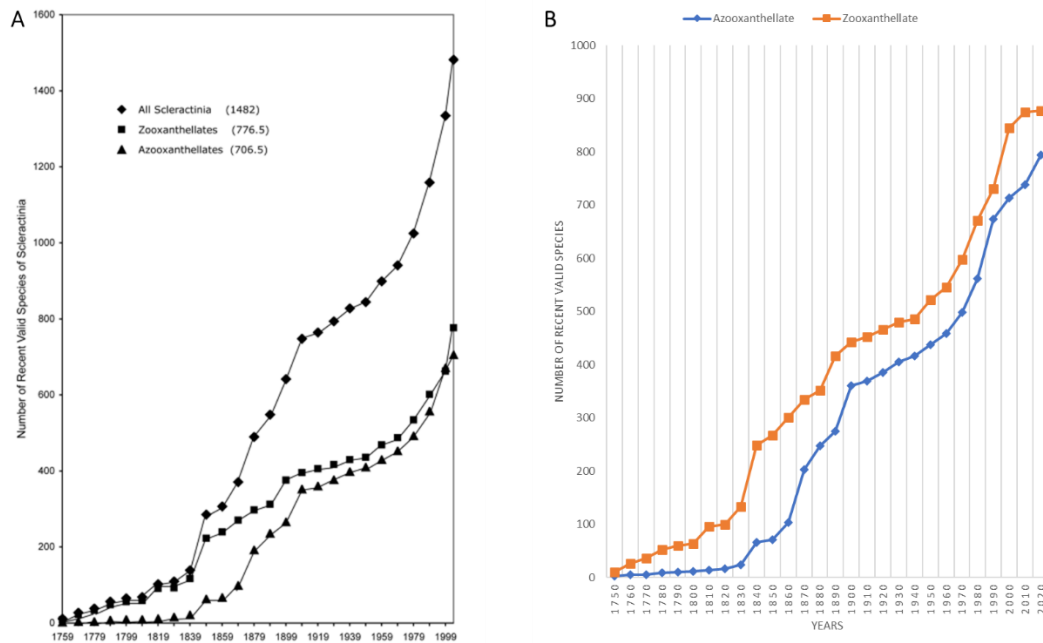 A
Number of Recent Valid Species of Scleractinia
1600
1400
1200
1000
800
600
400
200
0
All Scleractinia (1482)
Zooxanthellates (776.5)
Azooxanthellates (706.5)
1759 1779 1799 1819 1839 1859 1879 1899 1919 1939 1959 1979 1999
B
Azooxanthellate Zooxanthellate
NUMBER OF RECENT VALID SPECIES
1000
900
800
700
600
500
400
300
200
100
0
1750 1760 1770 1780 1790 1800 1810 1820 1830 1840 1850 1860 1870 1880 1890 1900 1910 1920 1930 1940 1950 1960 1970 1980 1990 2000 2010 2020
YEARS